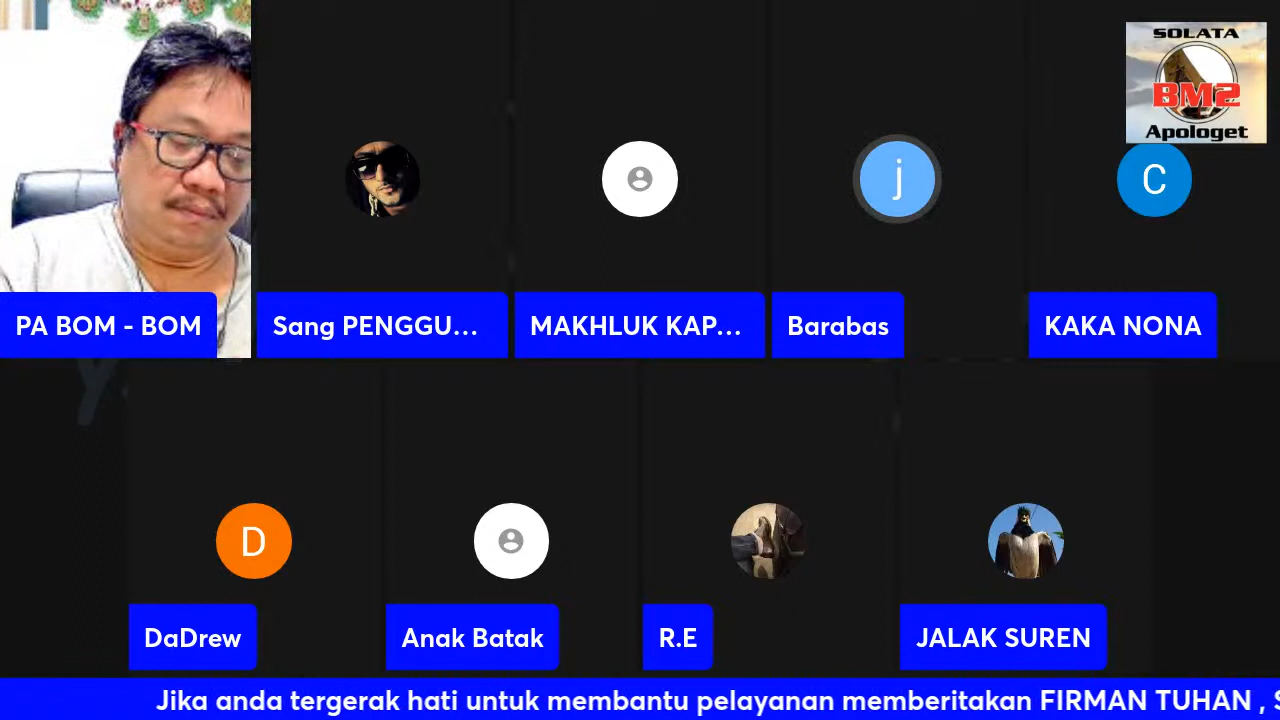 SOLATA
BM2
Apologet
j
C
PA BOM - BOM
Sang PENGGU...
MAKHLUK KAP...
Barabas
KAKA NONA
D
DaDrew
Anak Batak
R.E
JALAK SUREN
Jika anda tergerak hati untuk membantu pelayanan memberitakan FIRMAN TUHAN , S